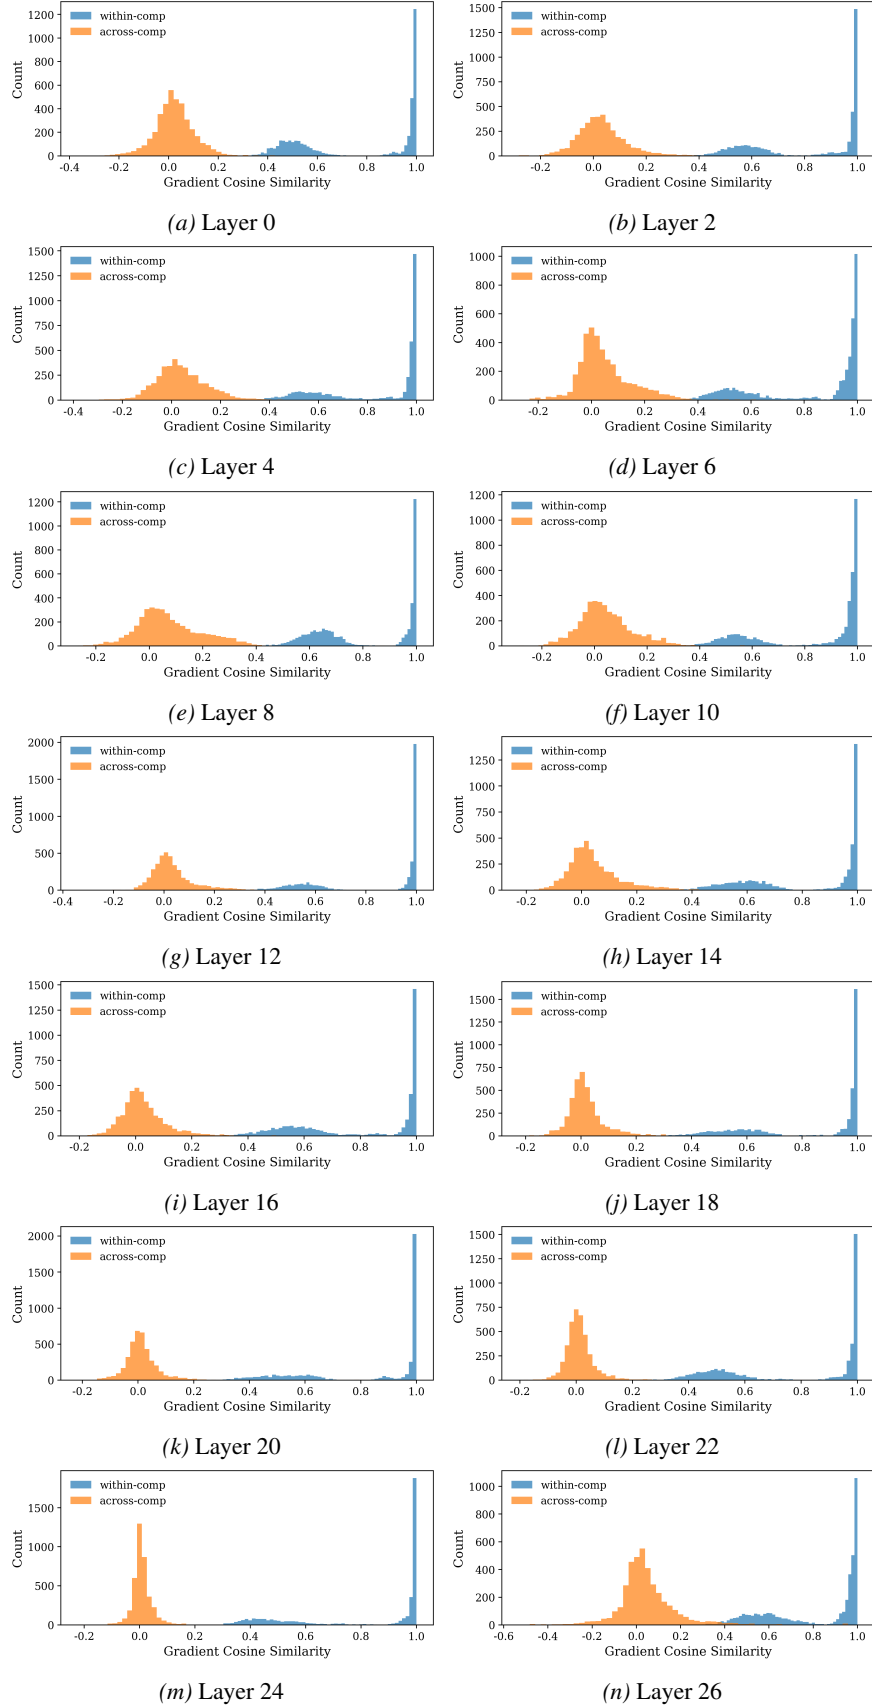 1200
1000
800
600
400
200
0
Count
within-comp
across-comp
-0.4 -0.2 0.0 0.2 0.4 0.6 0.8 1.0
Gradient Cosine Similarity
(a) Layer 0
1500
1250
1000
750
500
250
0
Count
within-comp
across-comp
-0.2 0.0 0.2 0.4 0.6 0.8 1.0
Gradient Cosine Similarity
(b) Layer 2
1500
1250
1000
750
500
250
0
Count
within-comp
across-comp
-0.4 -0.2 0.0 0.2 0.4 0.6 0.8 1.0
Gradient Cosine Similarity
(c) Layer 4
1000
800
600
400
200
0
Count
within-comp
across-comp
-0.2 0.0 0.2 0.4 0.6 0.8 1.0
Gradient Cosine Similarity
(d) Layer 6
1200
1000
800
600
400
200
0
Count
within-comp
across-comp
-0.2 0.0 0.2 0.4 0.6 0.8 1.0
Gradient Cosine Similarity
(e) Layer 8
1200
1000
800
600
400
200
0
Count
within-comp
across-comp
-0.2 0.0 0.2 0.4 0.6 0.8 1.0
Gradient Cosine Similarity
(f) Layer 10
2000
1500
1000
500
0
Count
within-comp
across-comp
-0.4 -0.2 0.0 0.2 0.4 0.6 0.8 1.0
Gradient Cosine Similarity
(g) Layer 12
1250
1000
750
500
250
0
Count
within-comp
across-comp
-0.2 0.0 0.2 0.4 0.6 0.8 1.0
Gradient Cosine Similarity
(h) Layer 14
1500
1250
1000
750
500
250
0
Count
within-comp
across-comp
-0.2 0.0 0.2 0.4 0.6 0.8 1.0
Gradient Cosine Similarity
(i) Layer 16
1500
1250
1000
750
500
250
0
Count
within-comp
across-comp
-0.2 0.0 0.2 0.4 0.6 0.8 1.0
Gradient Cosine Similarity
(j) Layer 18
2000
1500
1000
500
0
Count
within-comp
across-comp
-0.2 0.0 0.2 0.4 0.6 0.8 1.0
Gradient Cosine Similarity
(k) Layer 20
1500
1250
1000
750
500
250
0
Count
within-comp
across-comp
-0.2 0.0 0.2 0.4 0.6 0.8 1.0
Gradient Cosine Similarity
(l) Layer 22
1500
1000
500
0
Count
within-comp
across-comp
-0.2 0.0 0.2 0.4 0.6 0.8 1.0
Gradient Cosine Similarity
(m) Layer 24
1000
800
600
400
200
0
Count
within-comp
across-comp
-0.6 -0.4 -0.2 0.0 0.2 0.4 0.6 0.8 1.0
Gradient Cosine Similarity
(n) Layer 26